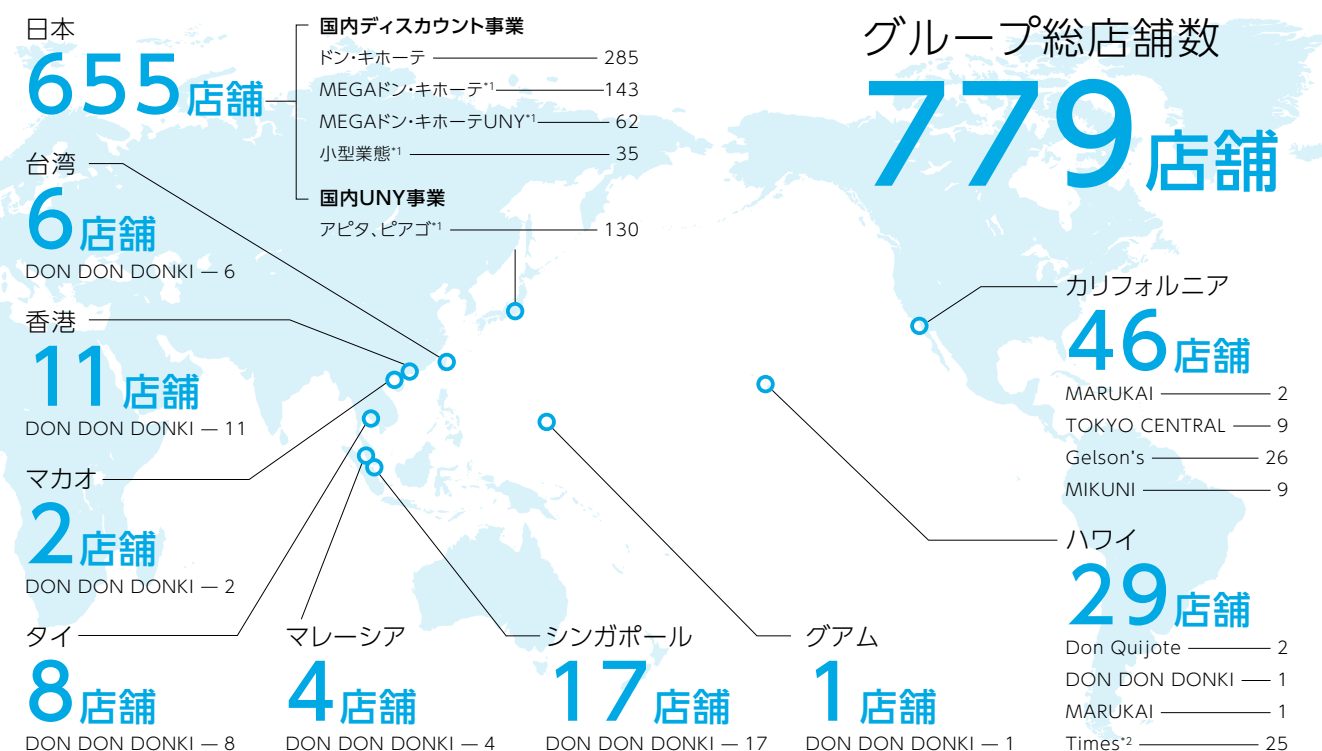 グループ総店舗数
779店舗
日本
655店舗
国内ディスカウント事業
ドン・キホーテ 285
MEGAドン・キホーテ*1 143
MEGAドン・キホーテUNY*1 62
小型業態*1 35
国内UNY事業
アピタ、ピアゴ*1 130
台湾
6店舗
DON DON DONKI — 6
香港
11店舗
DON DON DONKI — 11
マカオ
2店舗
DON DON DONKI — 2
タイ
8店舗
DON DON DONKI — 8
マレーシア
4店舗
DON DON DONKI — 4
シンガポール
17店舗
DON DON DONKI — 17
グアム
1店舗
DON DON DONKI — 1
カリフォルニア
46店舗
MARUKAI 2
TOKYO CENTRAL 9
Gelson's 26
MIKUNI 9
ハワイ
29店舗
Don Quijote 2
DON DON DONKI — 1
MARUKAI 1
Times*2 25